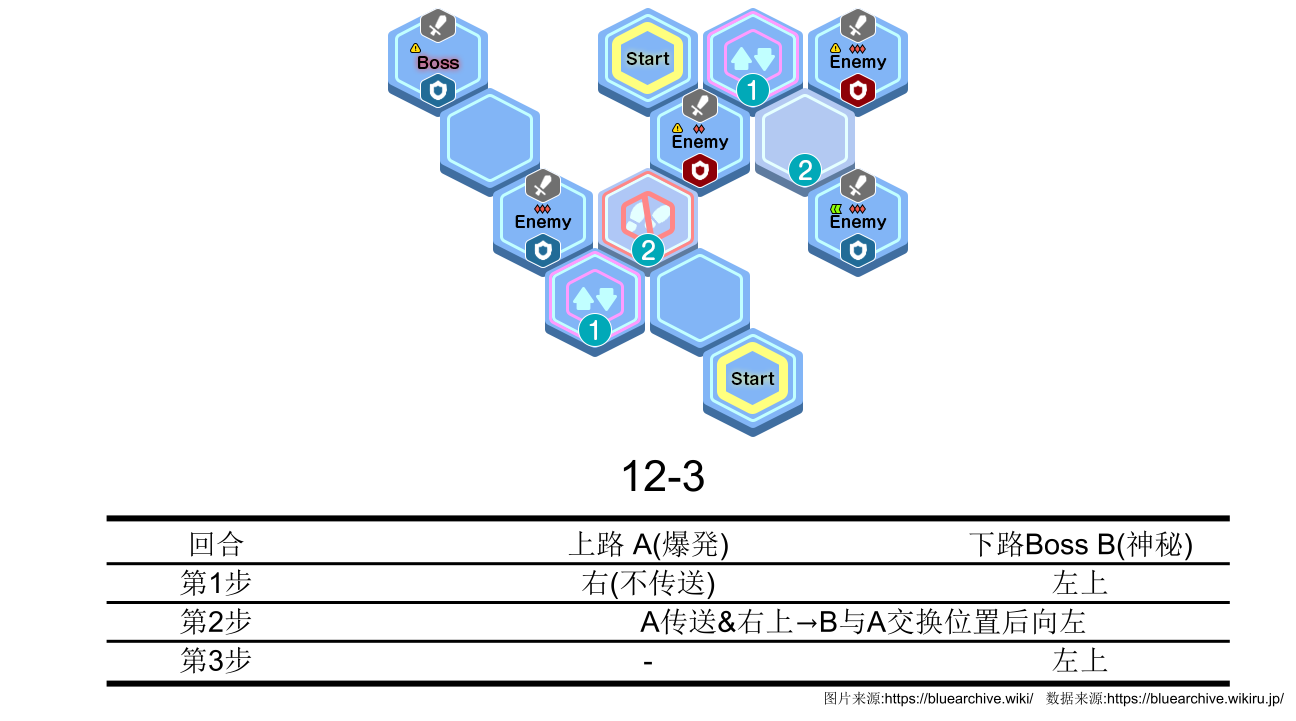 Boss
Start
1
Enemy
Enemy
2
Enemy
2
Enemy
1
Start
12-3
回合 上路 A(爆発) 下路Boss B(神秘)
第1步 右(不传送) 左上
第2步 A传送&右上→B与A交换位置后向左
第3步 - 左上
图片来源:https://bluearchive.wiki/ 数据来源:https://bluearchive.wikiru.jp/